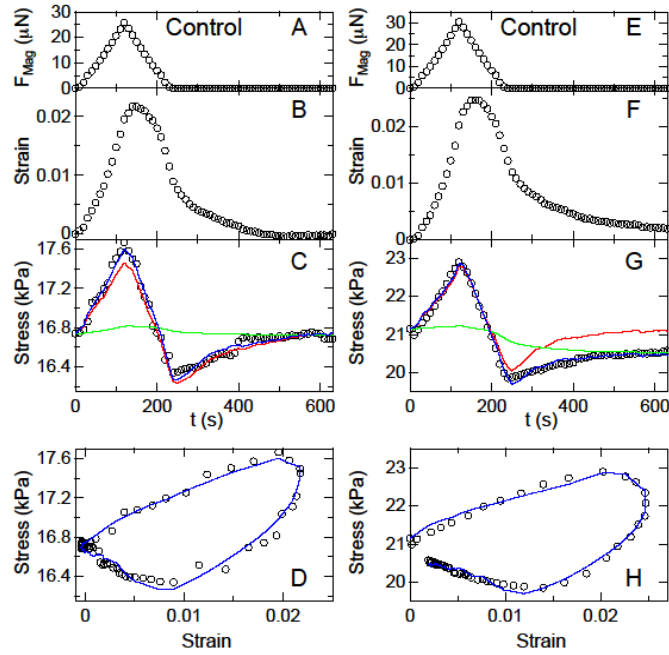 30 Control A
20
10
0
F_Mag (μN)
0.02 B
0.01
0
Strain
17.6 C
17.2
16.8
16.4
Stress (kPa)
0 200 400 600
t (s)
17.6
17.2
16.8
16.4
Stress (kPa)
D
0 0.01 0.02
Strain
30 Control E
20
10
0
F_Mag (μN)
0.02 F
0.01
0
Strain
23 G
22
21
20
Stress (kPa)
0 200 400 600
t (s)
23
22
21
20
Stress (kPa)
H
0 0.01 0.02 0.03
Strain